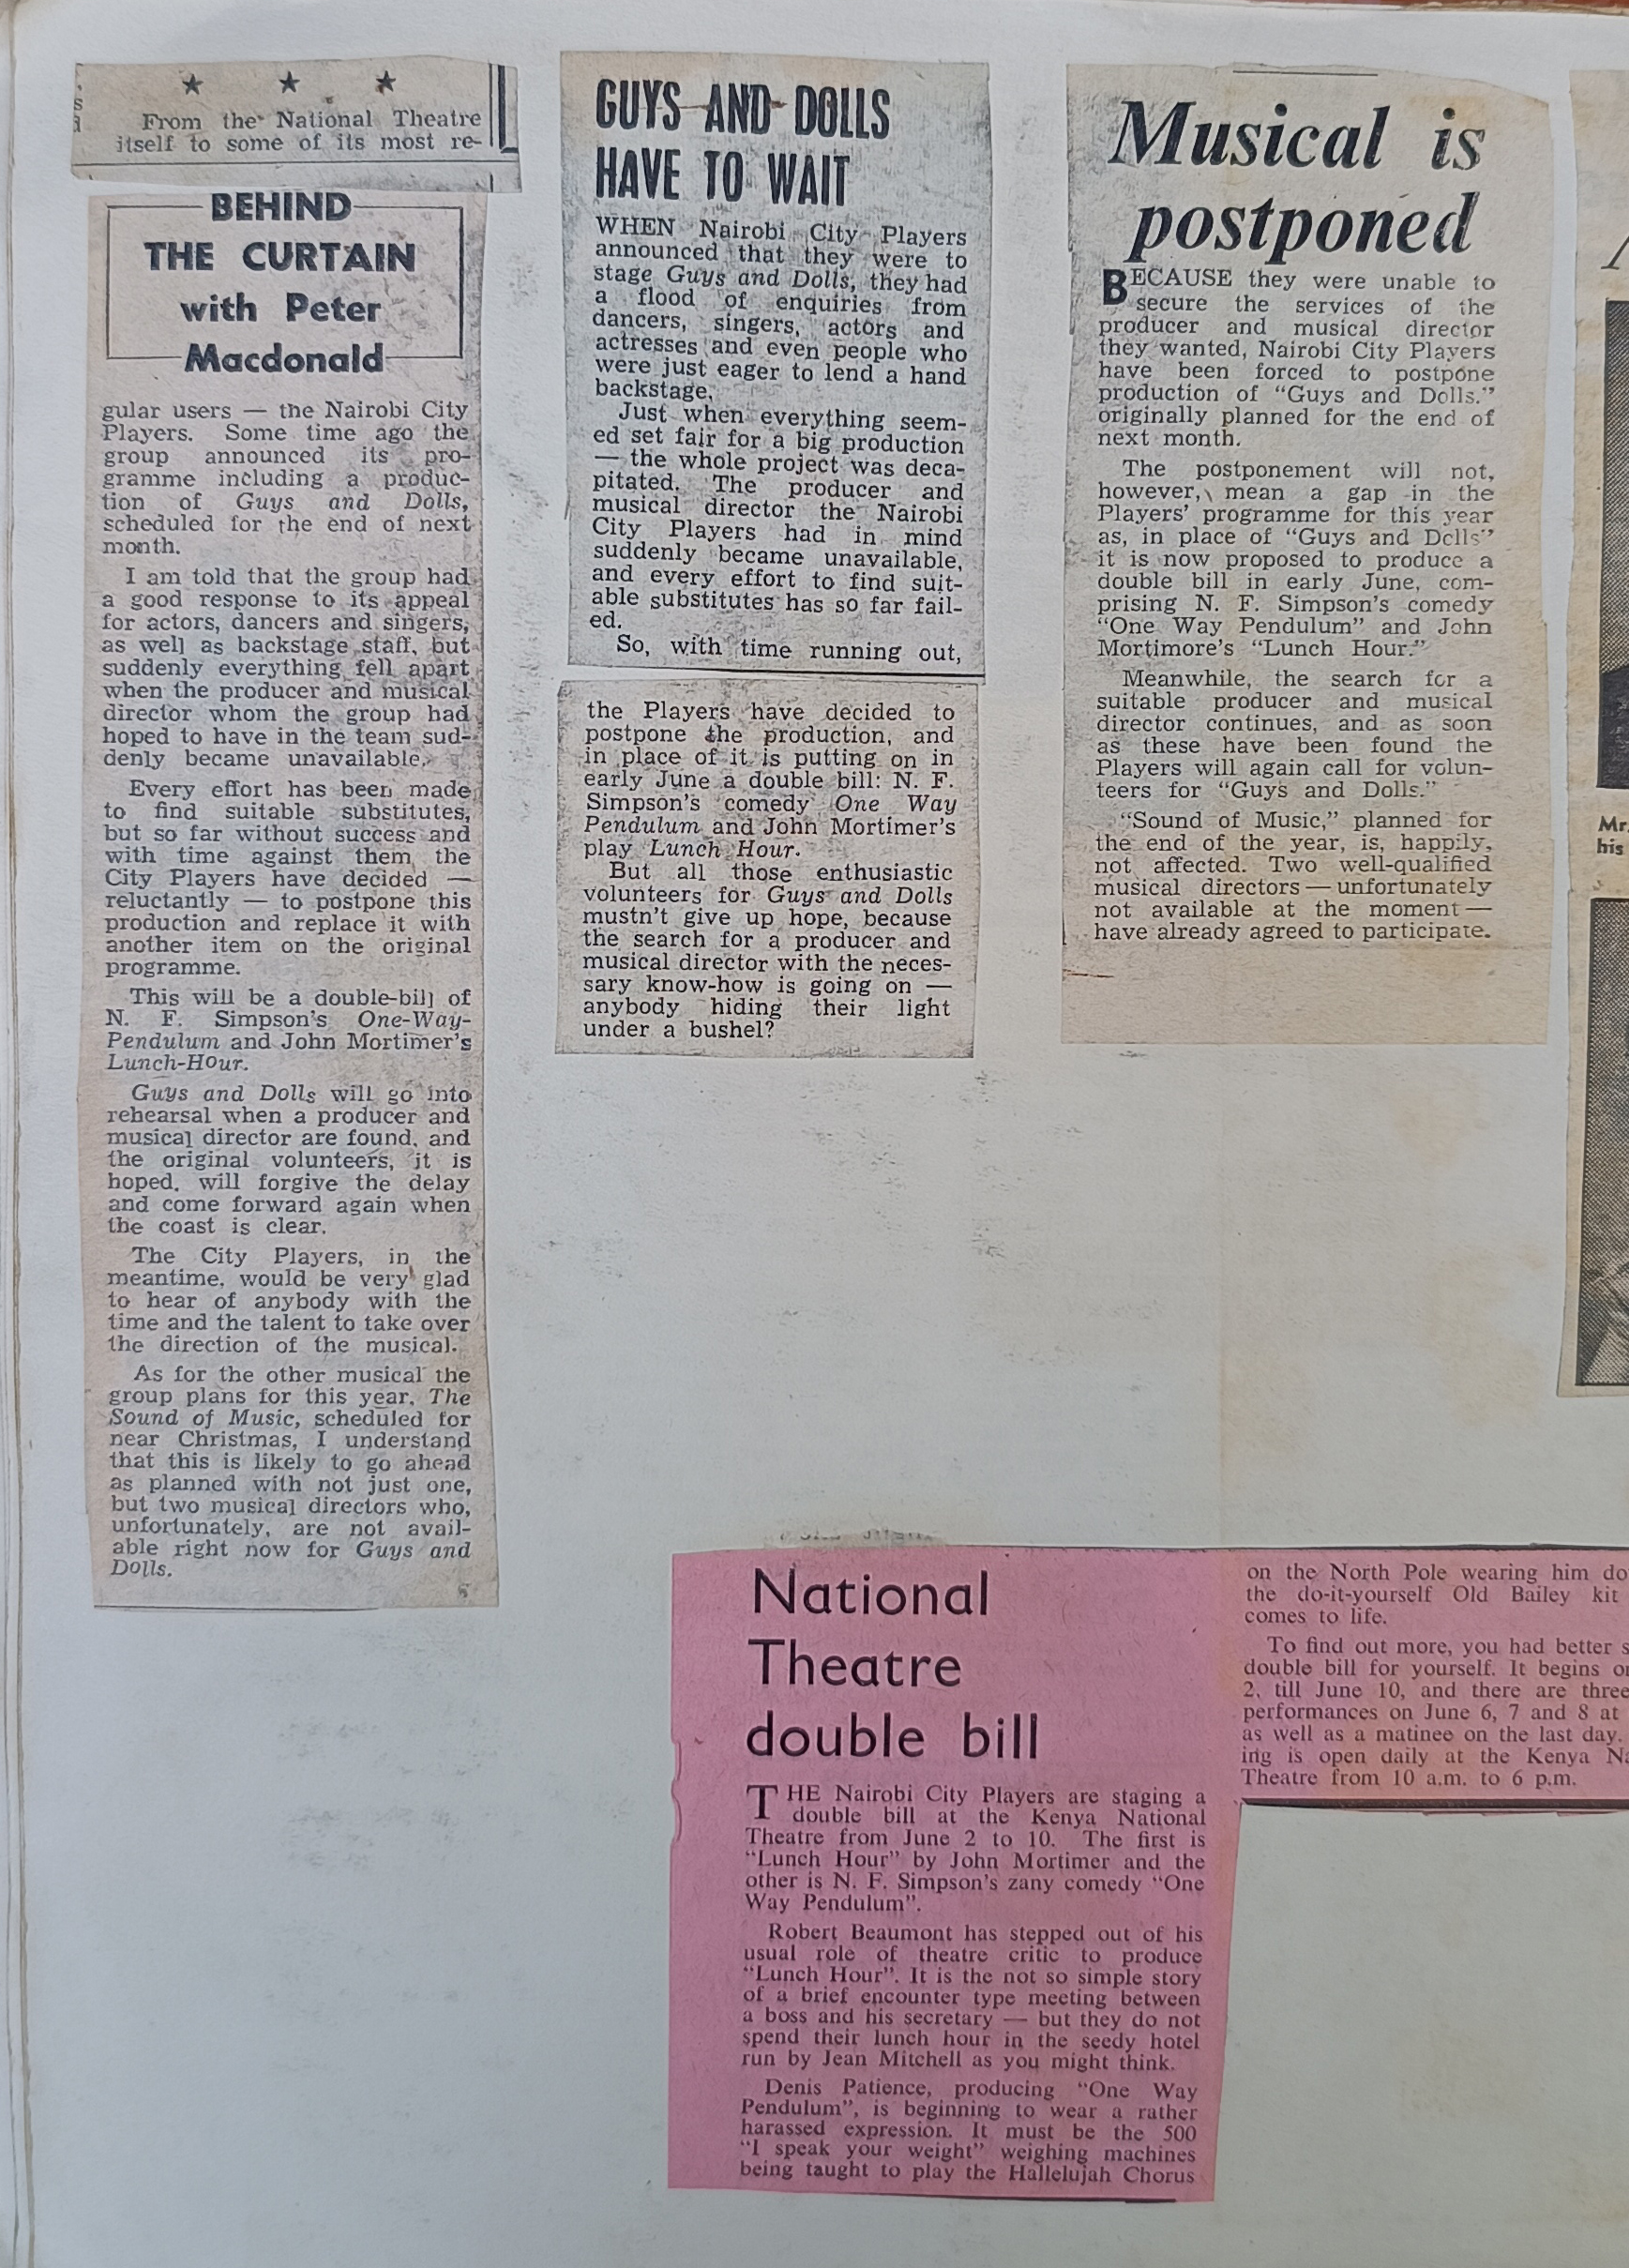 ★ ★ ★
From the National Theatre
itself to some of its most re-
BEHIND
THE CURTAIN
with Peter
Macdonald
gular users — the Nairobi City
Players. Some time ago the
group announced its pro-
gramme including a produc-
tion of Guys and Dolls,
scheduled for the end of next
month.
I am told that the group had
a good response to its appeal
for actors, dancers and singers,
as well as backstage staff, but
suddenly everything fell apart
when the producer and musical
director whom the group had
hoped to have in the team sud-
denly became unavailable.
Every effort has been made
to find suitable substitutes,
but so far without success and
with time against them the
City Players have decided —
reluctantly — to postpone this
production and replace it with
another item on the original
programme.
This will be a double-bill of
N. F. Simpson's One-Way-
Pendulum and John Mortimer's
Lunch-Hour.
Guys and Dolls will go into
rehearsal when a producer and
musical director are found, and
the original volunteers, it is
hoped, will forgive the delay
and come forward again when
the coast is clear.
The City Players, in the
meantime, would be very glad
to hear of anybody with the
time and the talent to take over
the direction of the musical.
As for the other musical the
group plans for this year, The
Sound of Music, scheduled for
near Christmas, I understand
that this is likely to go ahead
as planned with not just one,
but two musical directors who,
unfortunately, are not avail-
able right now for Guys and
Dolls.
GUYS AND DOLLS
HAVE TO WAIT
WHEN Nairobi City Players
announced that they were to
stage Guys and Dolls, they had
a flood of enquiries from
dancers, singers, actors and
actresses and even people who
were just eager to lend a hand
backstage.
Just when everything seem-
ed set fair for a big production
— the whole project was deca-
pitated. The producer and
musical director the Nairobi
City Players had in mind
suddenly became unavailable,
and every effort to find suit-
able substitutes has so far fail-
ed.
So, with time running out,
the Players have decided to
postpone the production, and
in place of it is putting on in
early June a double bill: N. F.
Simpson's comedy One Way
Pendulum and John Mortimer's
play Lunch Hour.
But all those enthusiastic
volunteers for Guys and Dolls
mustn't give up hope, because
the search for a producer and
musical director with the neces-
sary know-how is going on —
anybody hiding their light
under a bushel?
Musical is
postponed
BECAUSE they were unable to
secure the services of the
producer and musical director
they wanted, Nairobi City Players
have been forced to postpone
production of "Guys and Dolls."
originally planned for the end of
next month.
The postponement will not,
however, mean a gap in the
Players' programme for this year
as, in place of "Guys and Dolls"
it is now proposed to produce a
double bill in early June, com-
prising N. F. Simpson's comedy
"One Way Pendulum" and John
Mortimore's "Lunch Hour."
Meanwhile, the search for a
suitable producer and musical
director continues, and as soon
as these have been found the
Players will again call for volun-
teers for "Guys and Dolls."
"Sound of Music," planned for
the end of the year, is, happily,
not affected. Two well-qualified
musical directors — unfortunately
not available at the moment —
have already agreed to participate.
Mr.
his
National
Theatre
double bill
THE Nairobi City Players are staging a
double bill at the Kenya National
Theatre from June 2 to 10. The first is
"Lunch Hour" by John Mortimer and the
other is N. F. Simpson's zany comedy "One
Way Pendulum".
Robert Beaumont has stepped out of his
usual role of theatre critic to produce
"Lunch Hour". It is the not so simple story
of a brief encounter type meeting between
a boss and his secretary — but they do not
spend their lunch hour in the seedy hotel
run by Jean Mitchell as you might think.
Denis Patience, producing "One Way
Pendulum", is beginning to wear a rather
harassed expression. It must be the 500
"I speak your weight" weighing machines
being taught to play the Hallelujah Chorus
on the North Pole wearing him do
the do-it-yourself Old Bailey kit
comes to life.
To find out more, you had better s
double bill for yourself. It begins o
2, till June 10, and there are three
performances on June 6, 7 and 8 at
as well as a matinee on the last day.
ing is open daily at the Kenya Na
Theatre from 10 a.m. to 6 p.m.